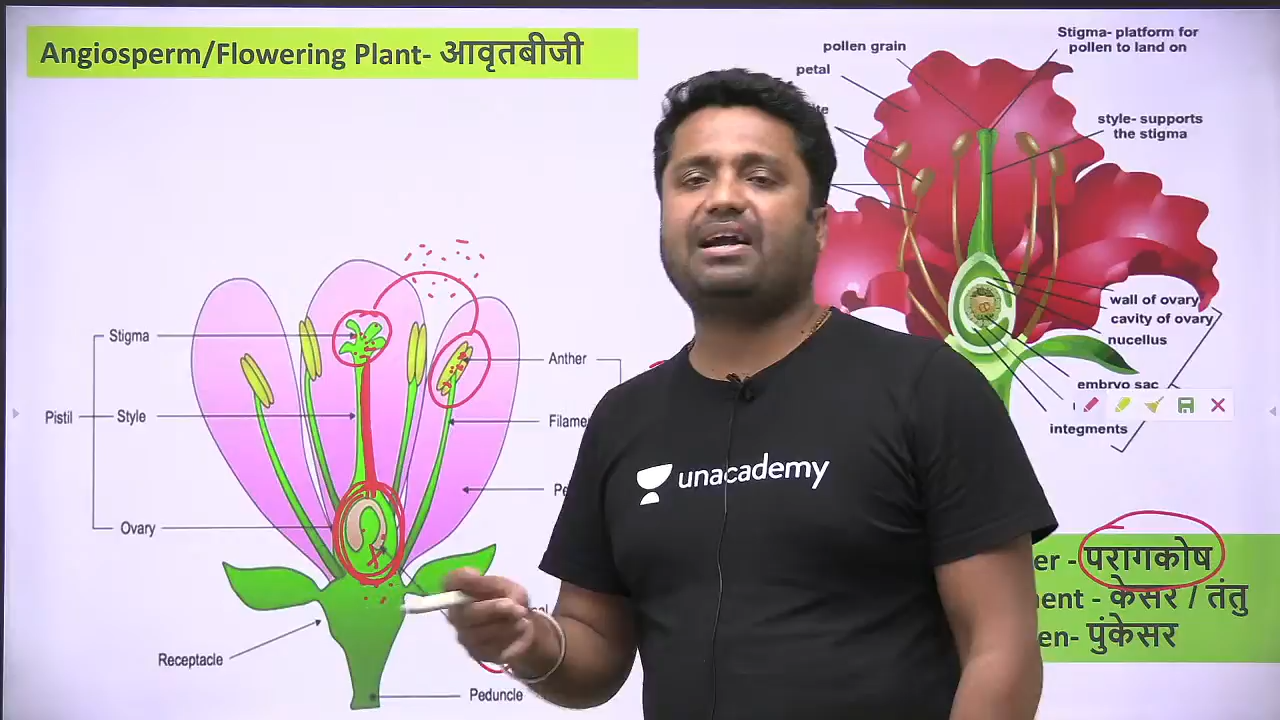 Angiosperm/Flowering Plant- आवृतबीजी
Stigma
Style
Pistil
Ovary
Receptacle
Anther
Peduncle
pollen grain
petal
Stigma- platform for
pollen to land on
style- supports
the stigma
wall of ovary
cavity of ovary
nucellus
embryo sac
integments
परागकोष
केसर / तंतु
पुंकेसर
unacademy